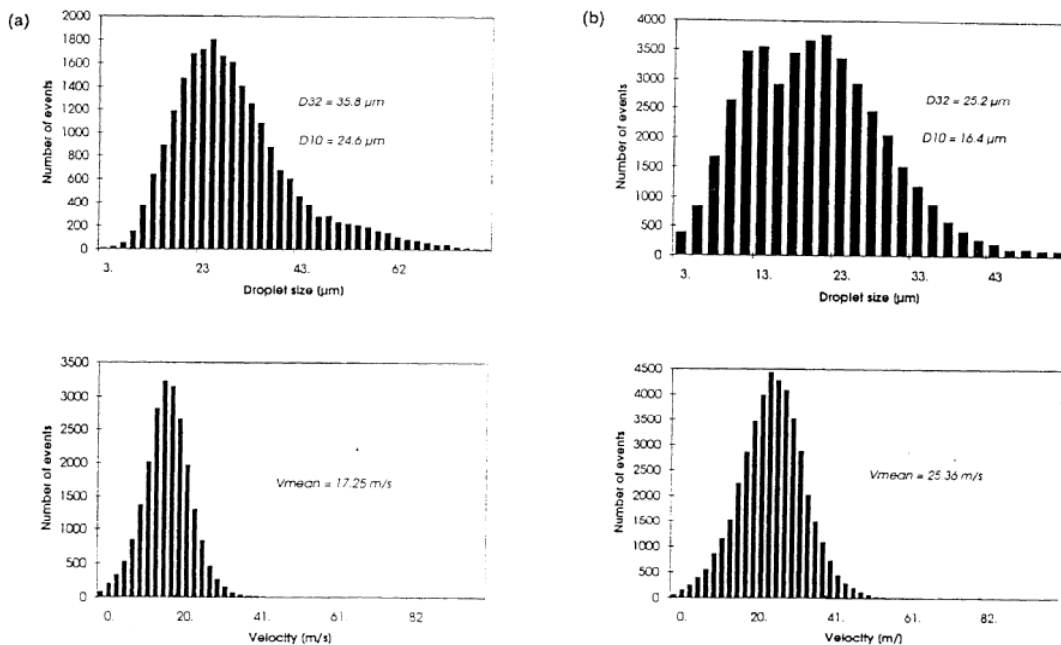 (a)
2000
1800
1600
1400
1200
1000
800
600
400
200
0
Number of events
D32 = 35.8 µm
D10 = 24.6 µm
3. 23 43. 62
Droplet size (µm)
(b)
4000
3500
3000
2500
2000
1500
1000
500
0
Number of events
D32 = 25.2 µm
D10 = 16.4 µm
3. 13. 23. 33. 43
Droplet size (µm)
3500
3000
2500
2000
1500
1000
500
0
Number of events
Vmean = 17.25 m/s
0. 20. 41. 61. 82.
Velocity (m/s)
4500
4000
3500
3000
2500
2000
1500
1000
500
0
Number of events
Vmean = 25.36 m/s
0. 20. 41. 61. 82.
Velocity (m/)